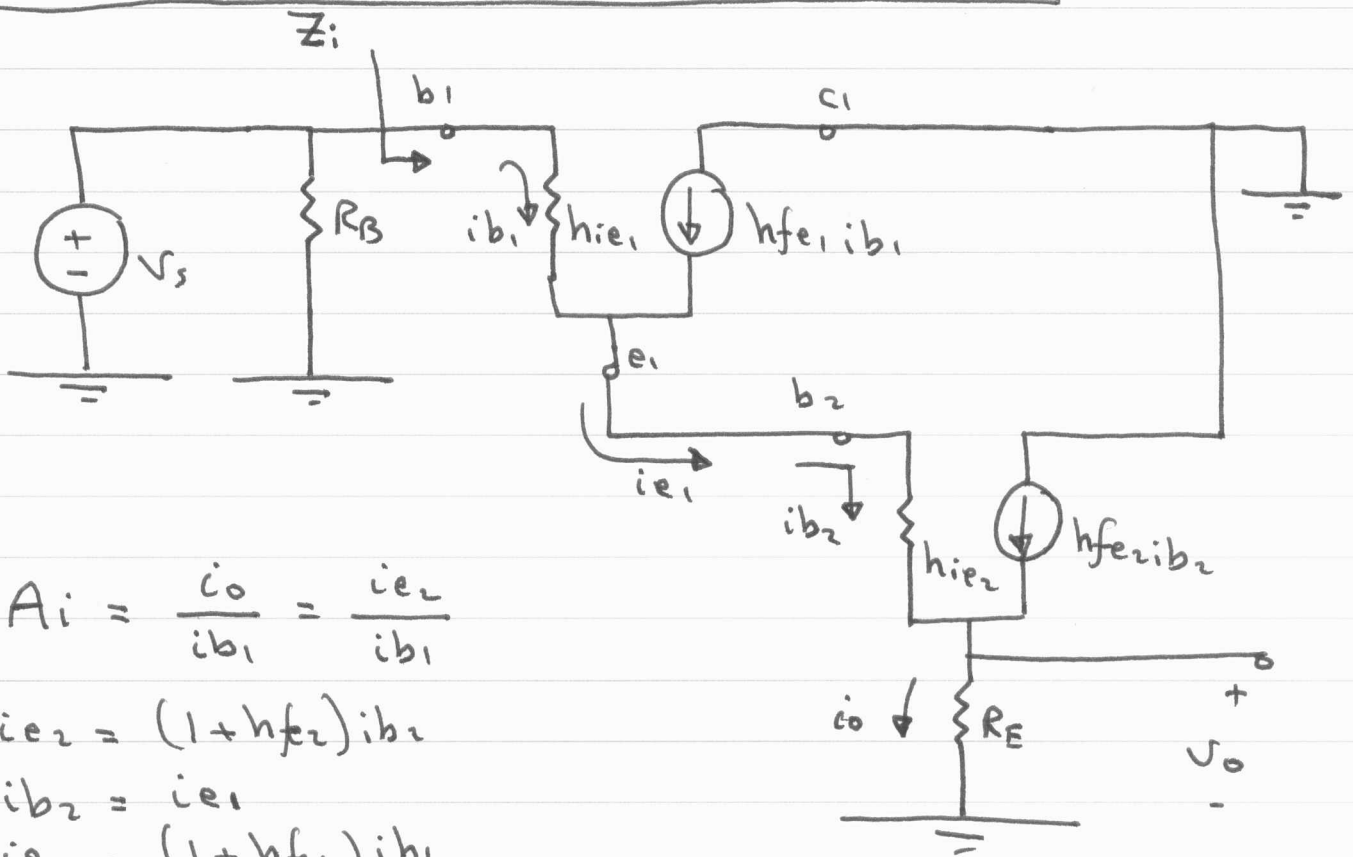 Zi
b1
c1
RB
ib1
hie1
hfe1 ib1
+
-
Vs
e1
b2
ie1
ib2
hie2
hfe2 ib2
Ai = io/ib1 = ie2/ib1
ie2 = (1+hfe2)ib2
io
RE
+
Vo
-
ib2 = ie1